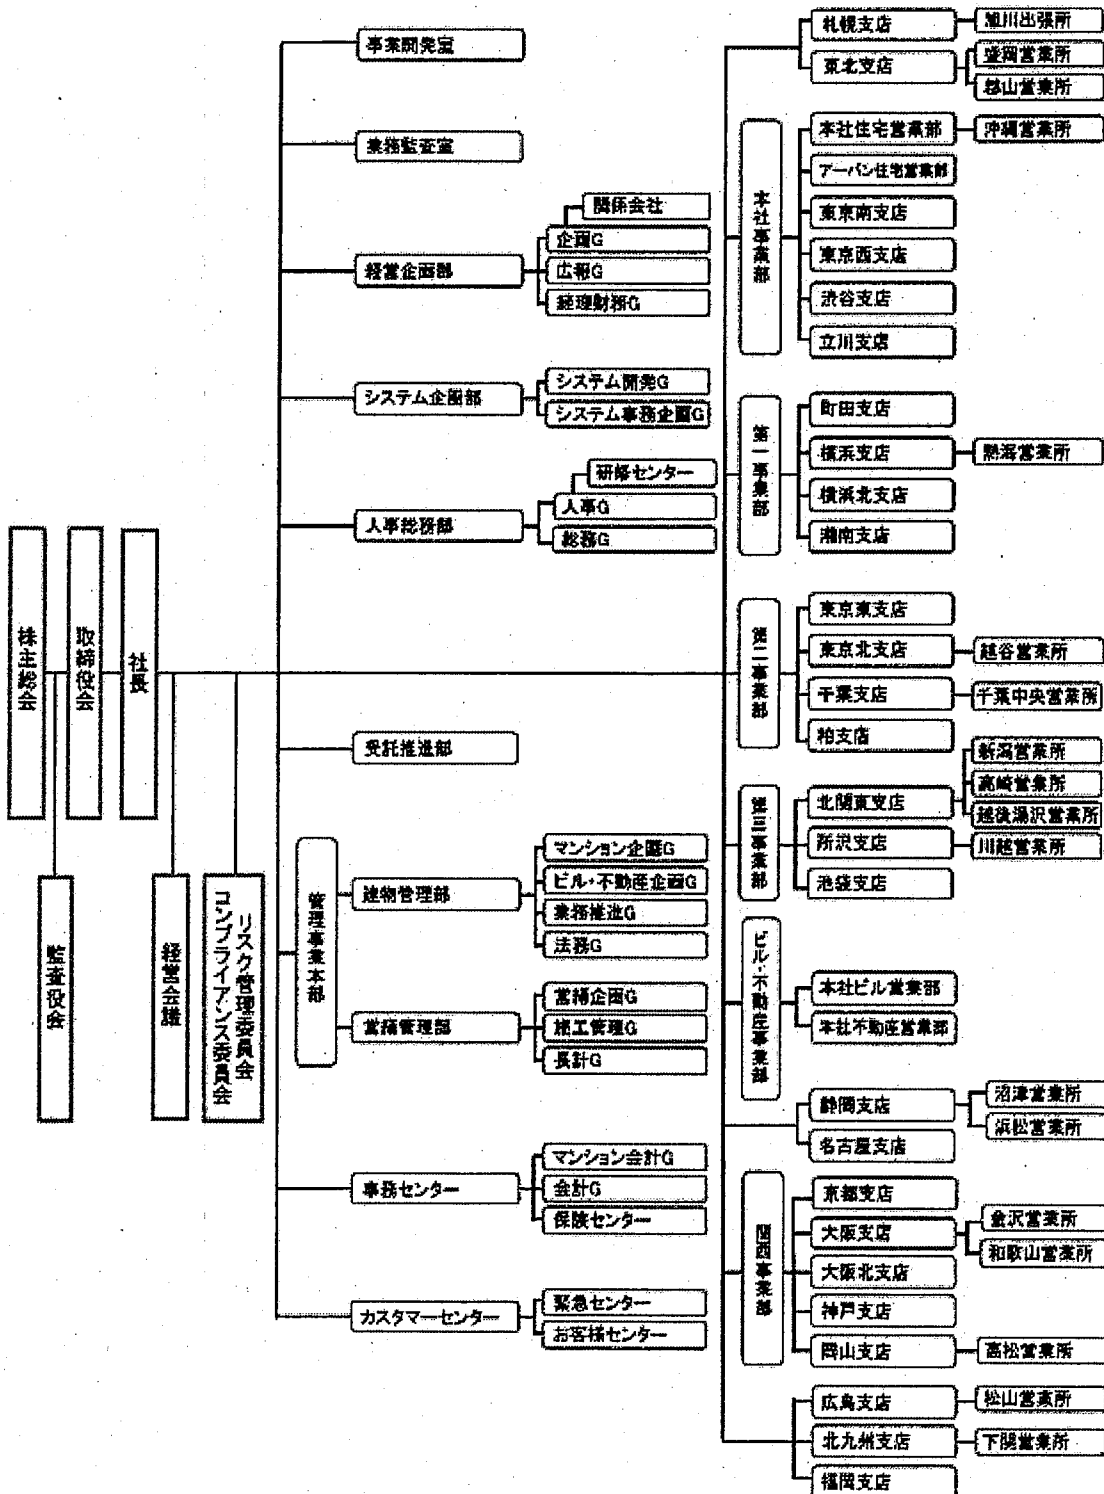 株主総会
取締役会
社長
監査役会
経営会議
リスク管理委員会
コンプライアンス委員会
事業開発室
業務監査室
経営企画部
関係会社
企画G
広報G
経理財務G
システム企画部
システム開発G
システム事務企画G
人事総務部
研修センター
人事G
総務G
受託推進部
管理事業本部
建物管理部
マンション企画G
ビル・不動産企画G
業務推進G
法務G
営繕管理部
営繕企画G
施工管理G
長計G
事務センター
マンション会計G
会計G
保険センター
カスタマーセンター
緊急センター
お客様センター
札幌支店
旭川出張所
東北支店
盛岡営業所
郡山営業所
本社事業部
本社住宅営業部
沖縄営業所
アーバン住宅営業部
東京南支店
東京西支店
渋谷支店
立川支店
第一事業部
町田支店
横浜支店
熱海営業所
横浜北支店
湘南支店
第二事業部
東京東支店
東京北支店
越谷営業所
千葉支店
千葉中央営業所
柏支店
第三事業部
北関東支店
新潟営業所
高崎営業所
越後湯沢営業所
所沢支店
川越営業所
池袋支店
ビル・不動産事業部
本社ビル営業部
本社不動産営業部
静岡支店
沼津営業所
浜松営業所
名古屋支店
関西事業部
京都支店
大阪支店
金沢営業所
和歌山営業所
大阪北支店
神戸支店
岡山支店
高松営業所
広島支店
松山営業所
北九州支店
下関営業所
福岡支店